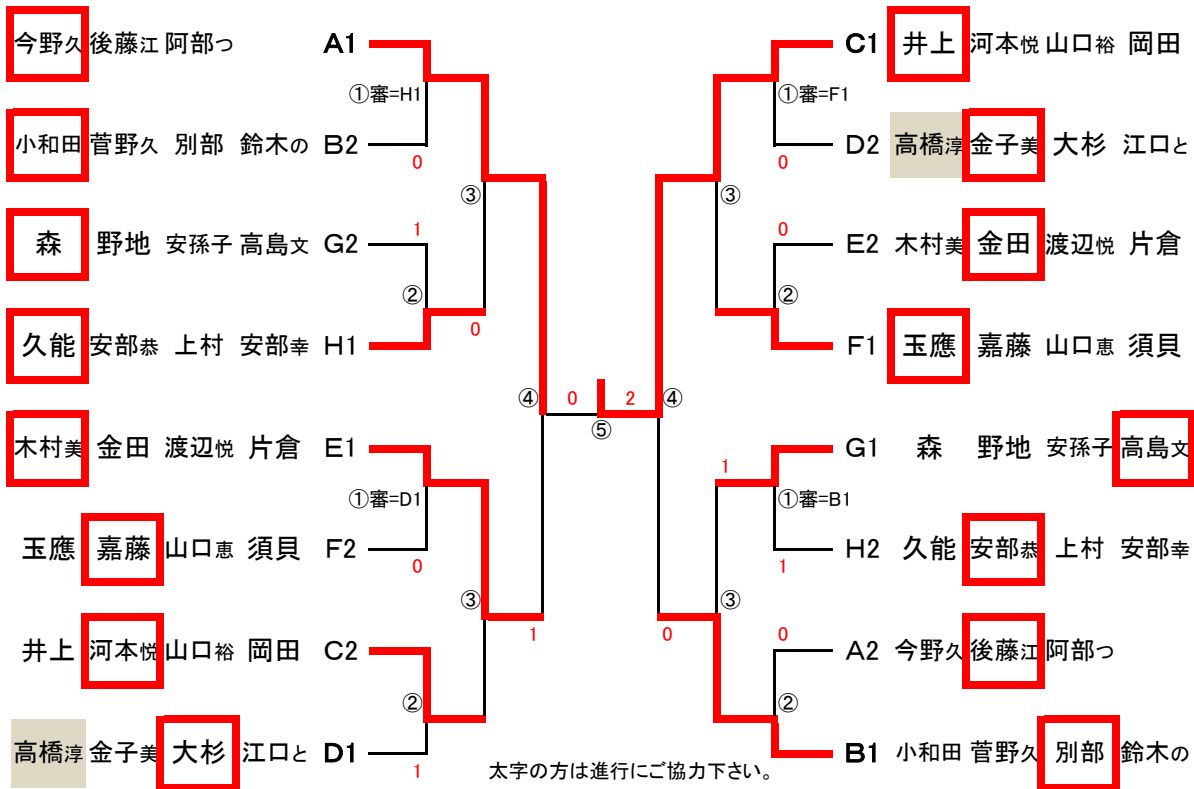 今野久 後藤江 阿部つ A1
C1 井上 河本悦 山口裕 岡田
①審=H1
①審=F1
小和田 菅野久 別部 鈴木の B2
0
0
D2 高橋淳 金子美 大杉 江口と
③
③
1
0
森 野地 安孫子 高島文 G2
E2 木村美 金田 渡辺悦 片倉
②
②
0
久能 安部恭 上村 安部幸 H1
F1 玉應 嘉藤 山口恵 須貝
④ 0 2 ④
⑤
木村美 金田 渡辺悦 片倉 E1
1
G1 森 野地 安孫子 高島文
①審=D1
①審=B1
玉應 嘉藤 山口恵 須貝 F2
0
1
H2 久能 安部恭 上村 安部幸
③
③
1
0
0
井上 河本悦 山口裕 岡田 C2
A2 今野久 後藤江 阿部つ
②
②
高橋淳 金子美 大杉 江口と D1
1
B1 小和田 菅野久 別部 鈴木の
太字の方は進行にご協力下さい。